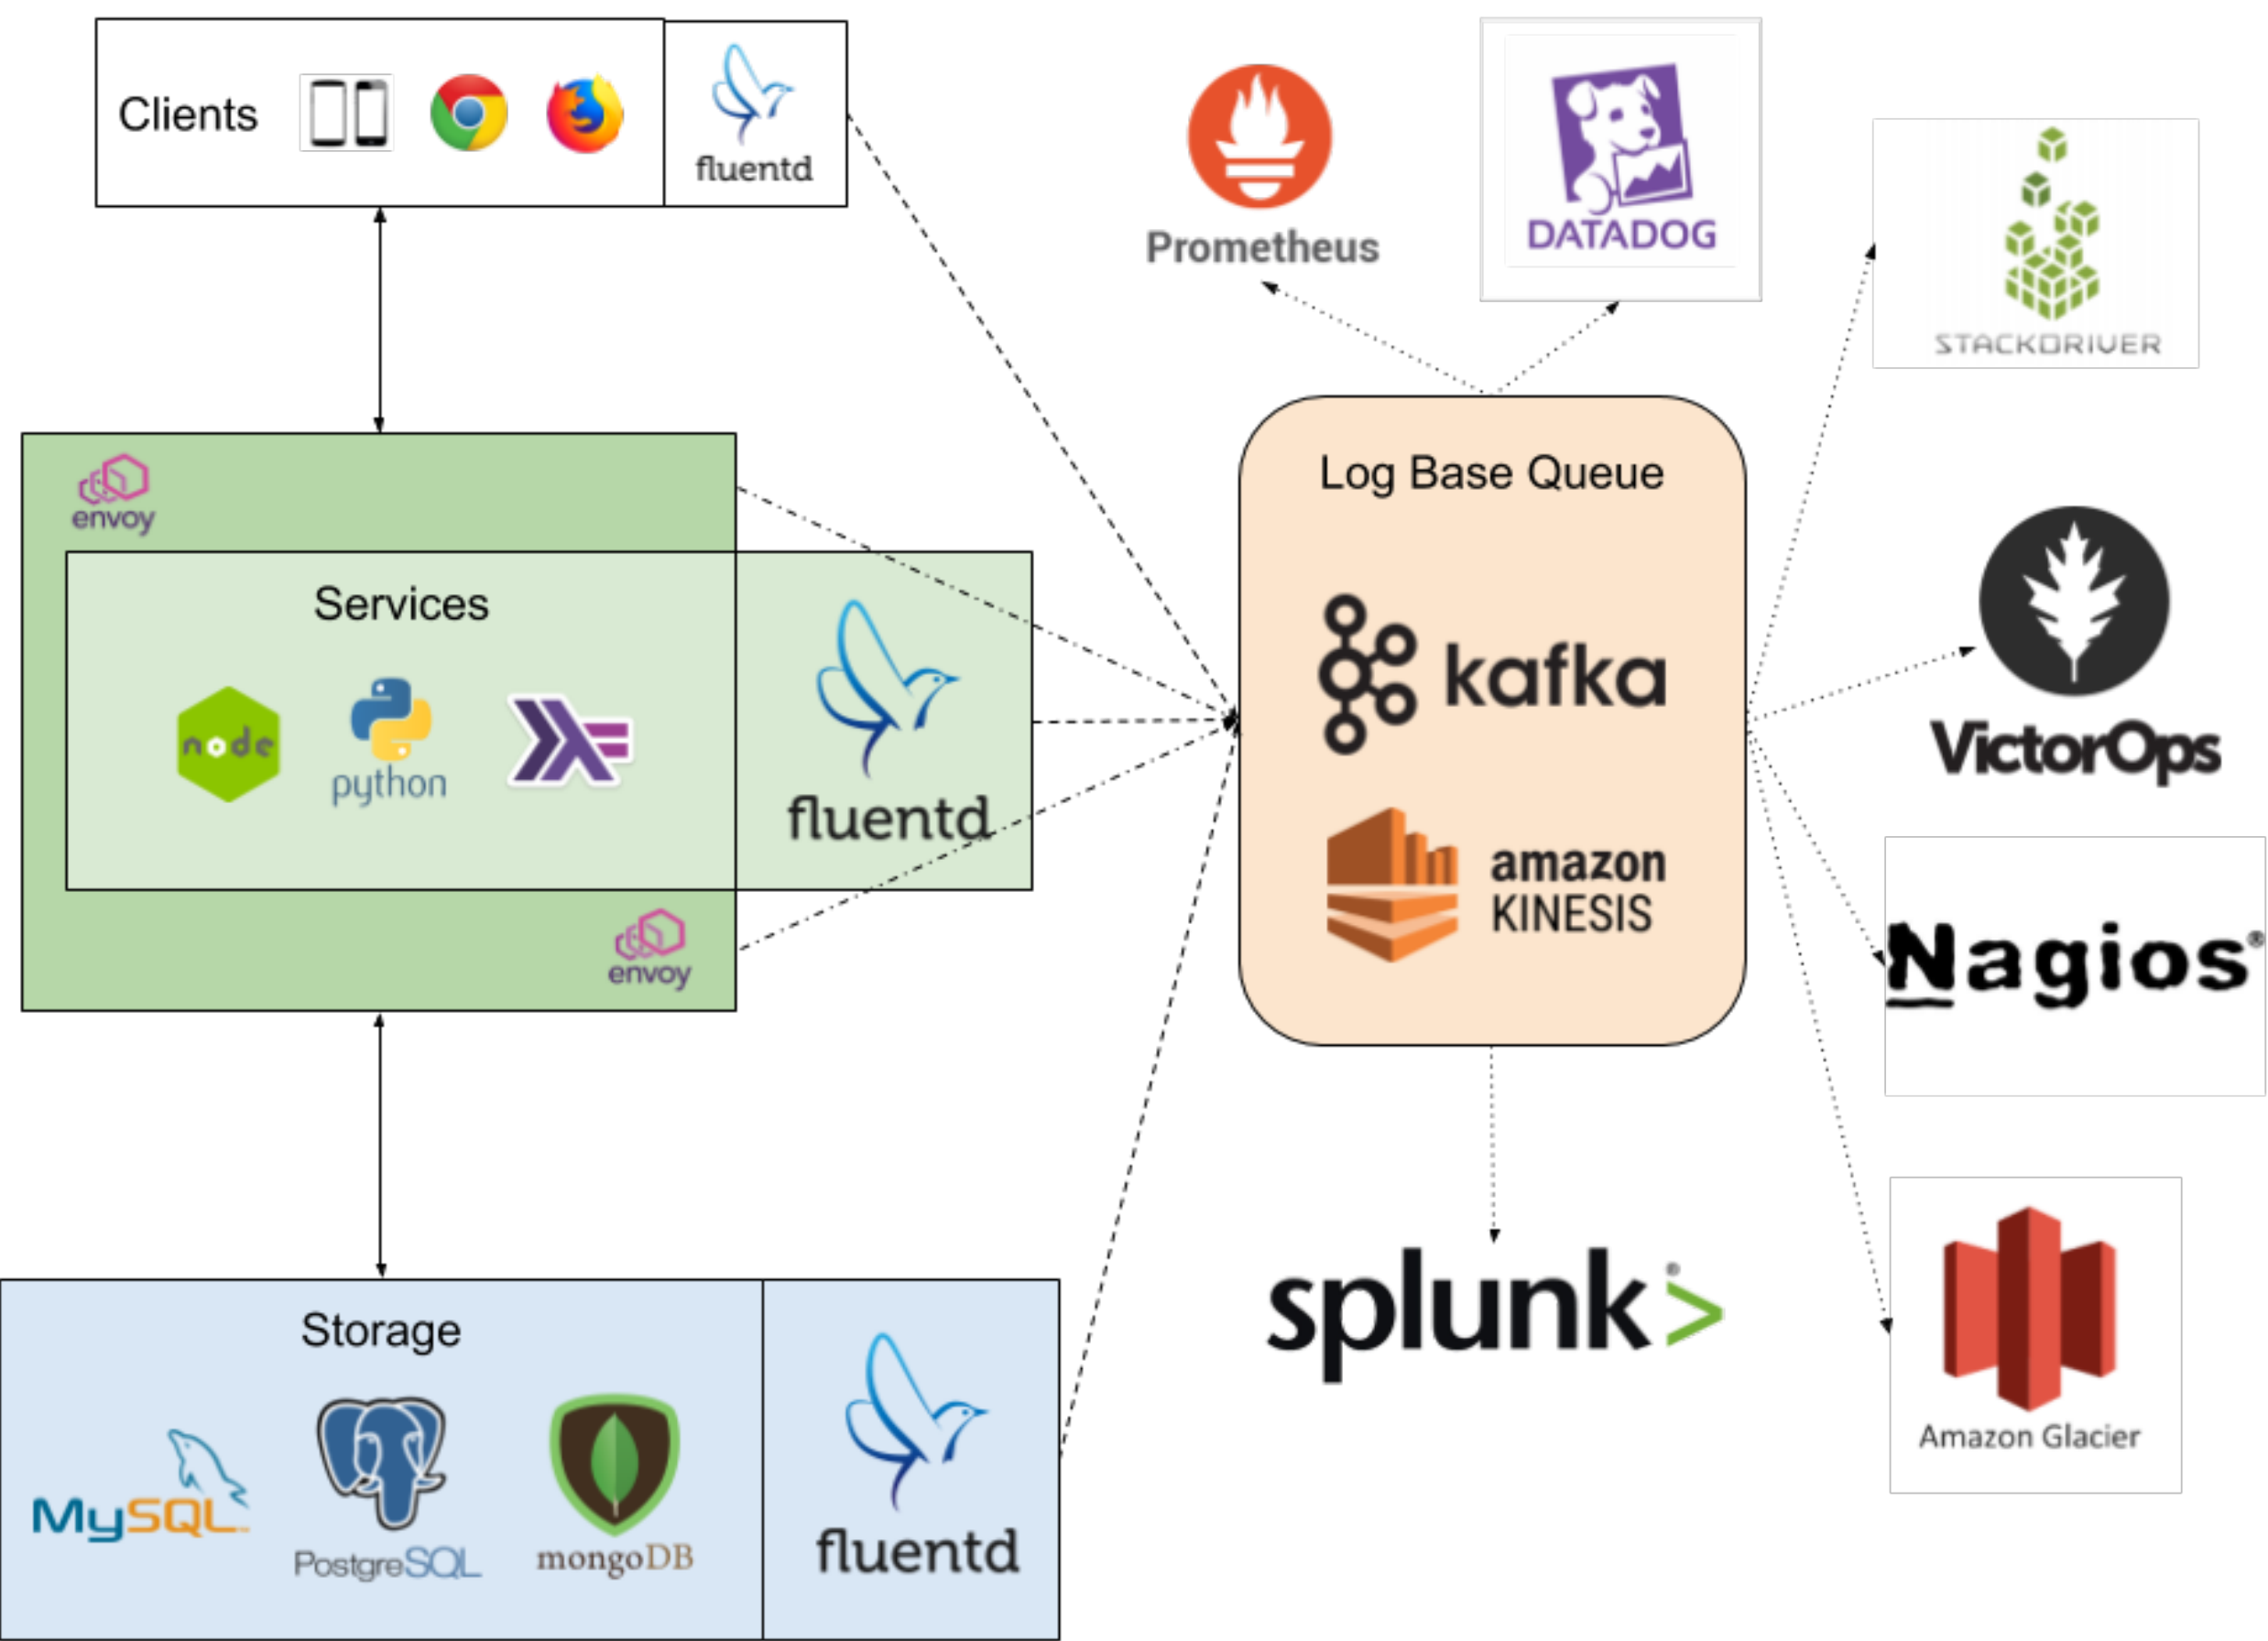 Clients
fluentd
envoy
Services
node
python
fluentd
envoy
Storage
MySQL
PostgreSQL
mongoDB
fluentd
Log Base Queue
kafka
amazon
KINESIS
Prometheus
DATADOG
STACKDRIVER
VictorOps
Nagios®
splunk>®
Amazon Glacier